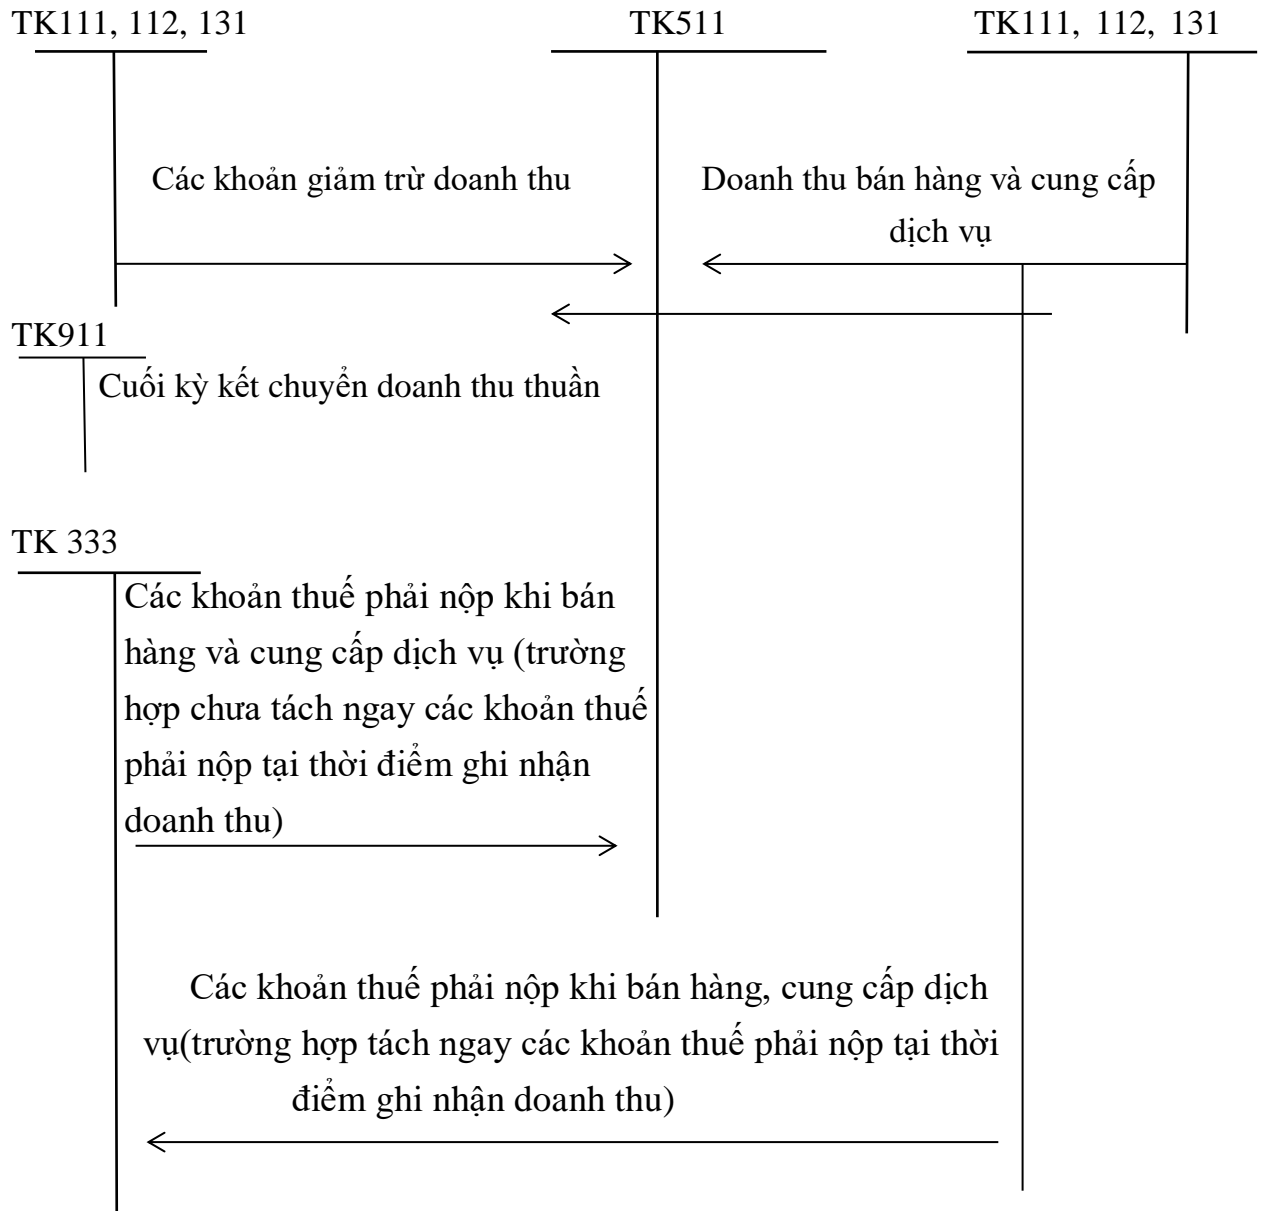 TK111, 112, 131
TK511
TK111, 112, 131
Các khoản giảm trừ doanh thu
Doanh thu bán hàng và cung cấp
dịch vụ
TK911
Cuối kỳ kết chuyển doanh thu thuần
TK 333
Các khoản thuế phải nộp khi bán
hàng và cung cấp dịch vụ (trường
hợp chưa tách ngay các khoản thuế
phải nộp tại thời điểm ghi nhận
doanh thu)
Các khoản thuế phải nộp khi bán hàng, cung cấp dịch
vụ(trường hợp tách ngay các khoản thuế phải nộp tại thời
điểm ghi nhận doanh thu)